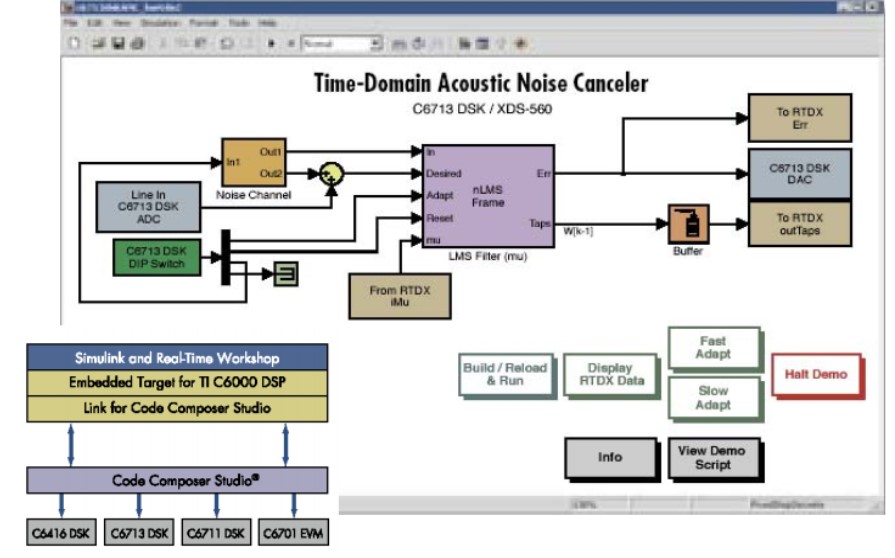 File Edit View Simulation Format Tools Help
Normal
Time-Domain Acoustic Noise Canceler
C6713 DSK / XDS-560
To RTDX
Err
In1
Out1
Out2
Noise Channel
In
Desired
Adapt
Reset
mu
nLMS
Frame
Err
Taps
LMS Filter (mu)
C6713 DSK
DAC
Line In
C6713 DSK
ADC
W[k-1]
Buffer
To RTDX
outTaps
C6713 DSK
DIP Switch
From RTDX
iMu
Build / Reload
& Run
Display
RTDX Data
Fast
Adapt
Slow
Adapt
Halt Demo
Info
View Demo
Script
Simulink and Real-Time Workshop
Embedded Target for TI C6000 DSP
Link for Code Composer Studio
Code Composer Studio®
C6416 DSK
C6713 DSK
C6711 DSK
C6701 EVM